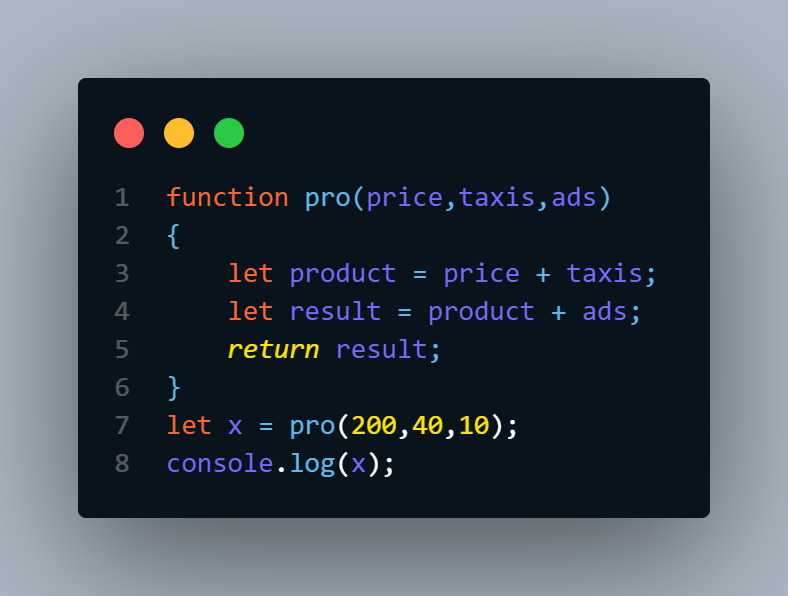 1 function pro(price,taxis,ads)
2 {
3     let product = price + taxis;
4     let result = product + ads;
5     return result;
6 }
7 let x = pro(200,40,10);
8 console.log(x);